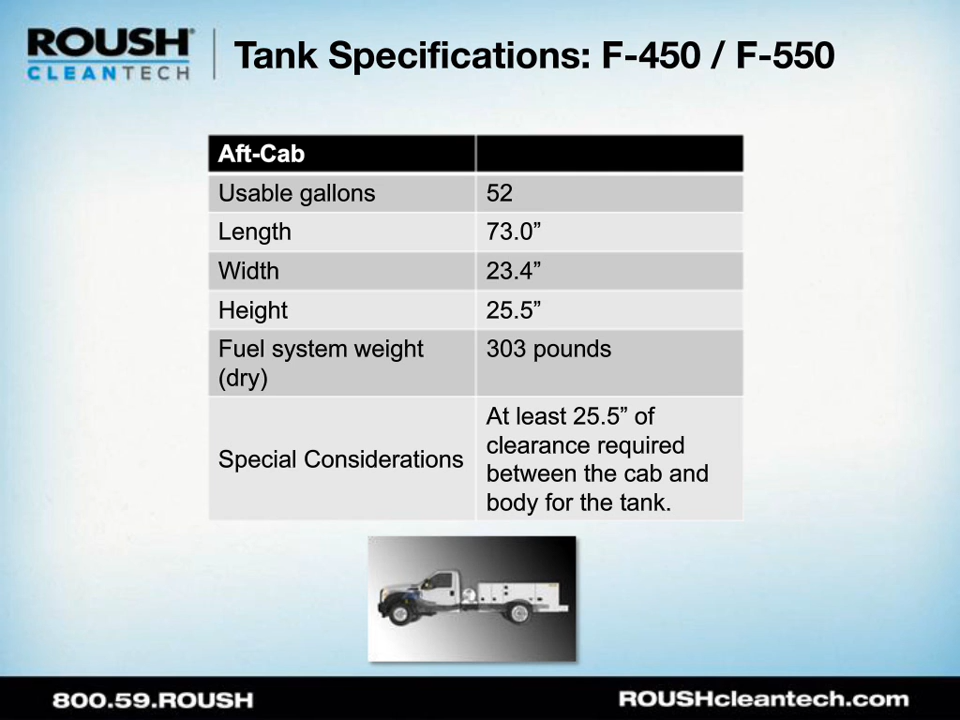 ROUSH®
CLEANTECH
Tank Specifications: F-450 / F-550
Aft-Cab
Usable gallons 52
Length 73.0”
Width 23.4”
Height 25.5”
Fuel system weight 303 pounds
(dry)
Special Considerations
At least 25.5” of
clearance required
between the cab and
body for the tank.
800.59.ROUSH
ROUSHcleantech.com